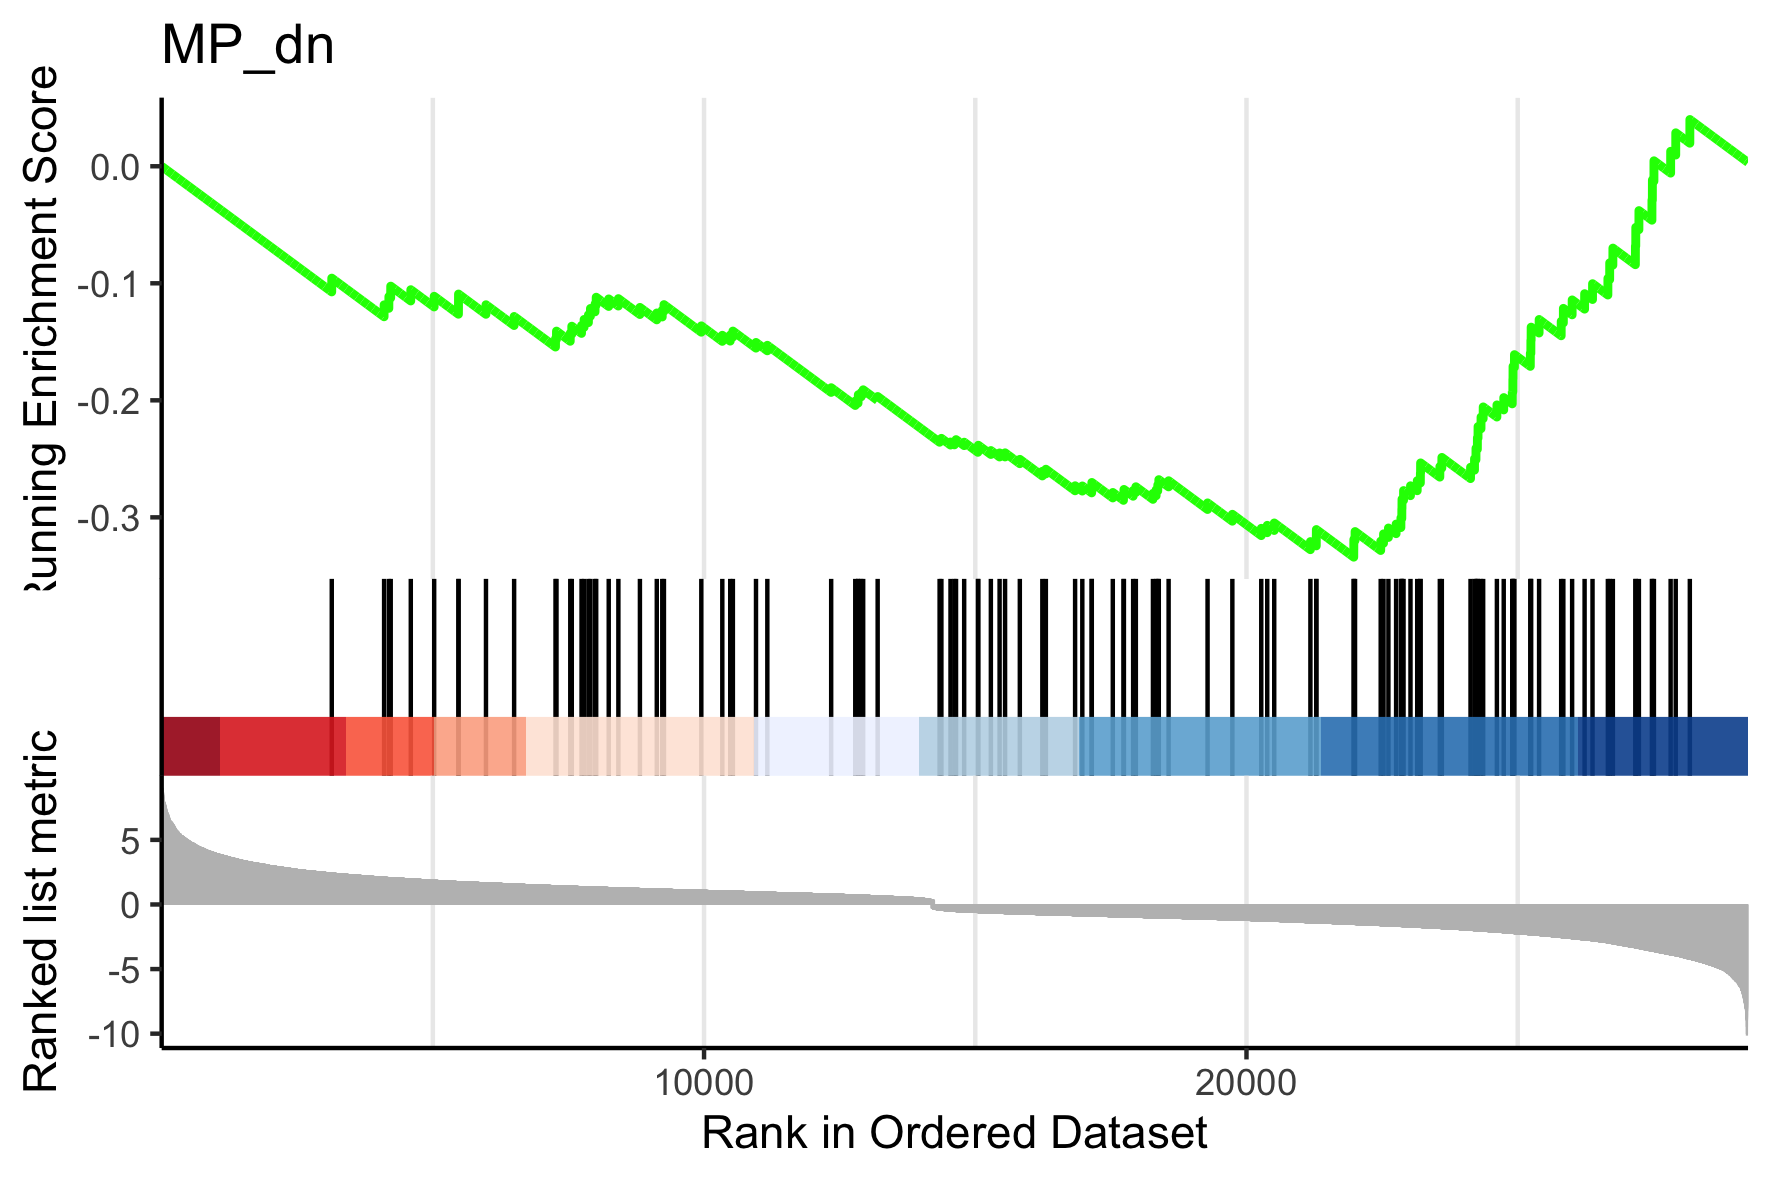 MP_dn
Running Enrichment Score
0.0
-0.1
-0.2
-0.3
Ranked list metric
5
0
-5
-10
10000
20000
Rank in Ordered Dataset